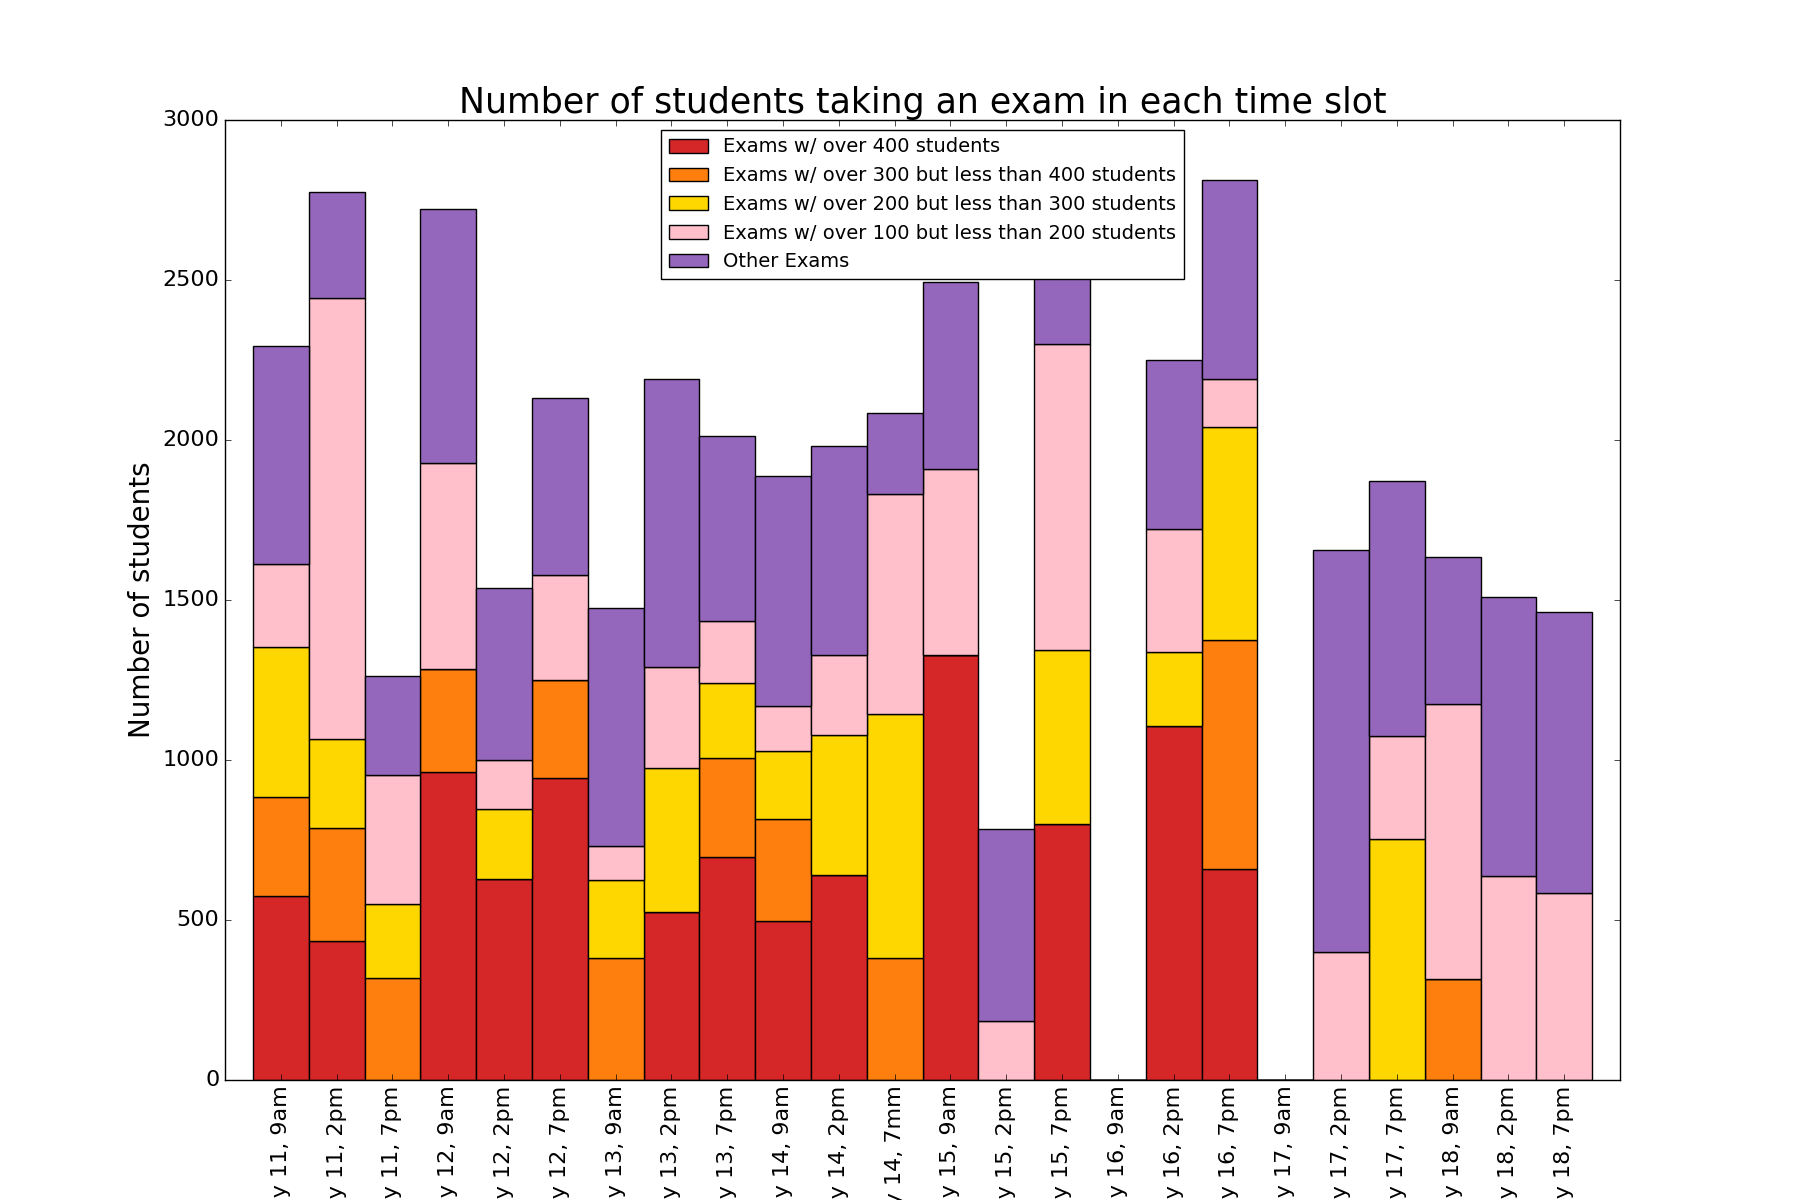 Number of students taking an exam in each time slot
Exams w/ over 400 students
Exams w/ over 300 but less than 400 students
Exams w/ over 200 but less than 300 students
Exams w/ over 100 but less than 200 students
Other Exams
Number of students
3000
2500
2000
1500
1000
500
0
y 11, 9am
y 11, 2pm
y 11, 7pm
y 12, 9am
y 12, 2pm
y 12, 7pm
y 13, 9am
y 13, 2pm
y 13, 7pm
y 14, 9am
y 14, 2pm
y 14, 7mm
y 15, 9am
y 15, 2pm
y 15, 7pm
y 16, 9am
y 16, 2pm
y 16, 7pm
y 17, 9am
y 17, 2pm
y 17, 7pm
y 18, 9am
y 18, 2pm
y 18, 7pm